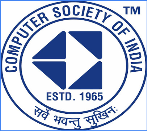 COMPUTER SOCIETY OF INDIA
TM
ESTD. 1965
सर्वे भवन्तु सुखिनः